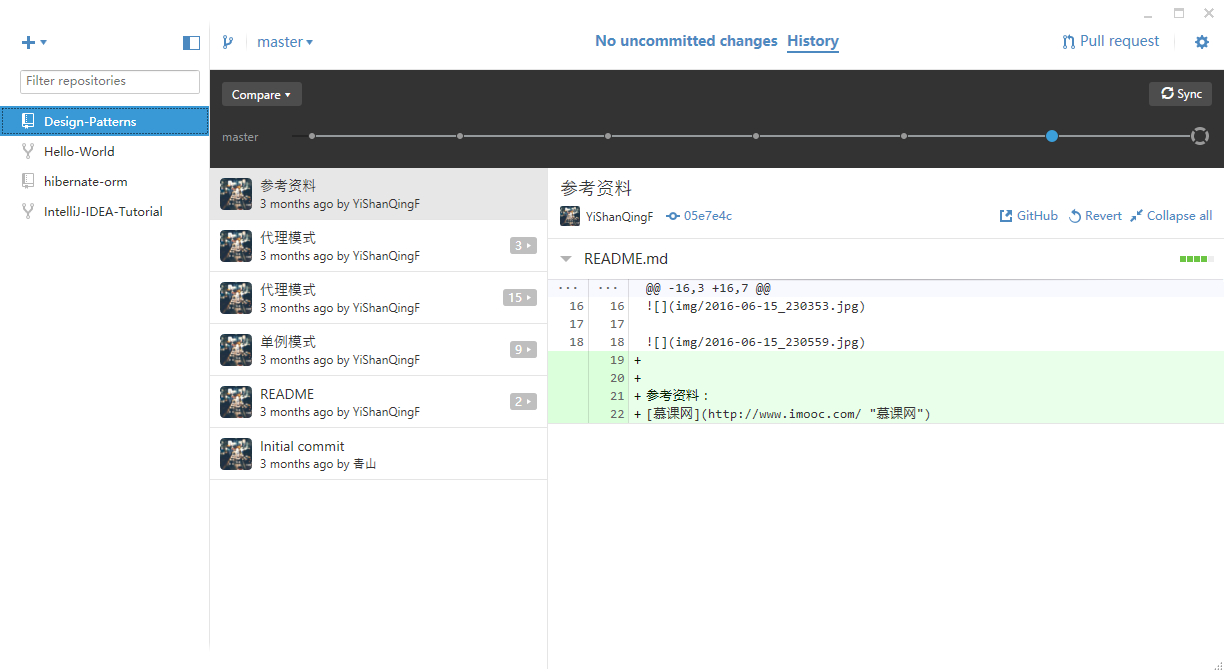 master
No uncommitted changes History
Pull request
Filter repositories
Design-Patterns
Hello-World
hibernate-orm
IntelliJ-IDEA-Tutorial
Compare
Sync
master
参考资料
3 months ago by YiShanQingF
代理模式
3 months ago by YiShanQingF
3
代理模式
3 months ago by YiShanQingF
15
单例模式
3 months ago by YiShanQingF
9
README
3 months ago by YiShanQingF
2
Initial commit
3 months ago by 青山
参考资料
YiShanQingF 05e7e4c
GitHub Revert Collapse all
README.md
··· ··· @@ -16,3 +16,7 @@
16 16 ![](img/2016-06-15_230353.jpg)
17 17
18 18 ![](img/2016-06-15_230559.jpg)
19 +
20 +
21 + 参考资料：
22 + [慕课网](http://www.imooc.com/ "慕课网")